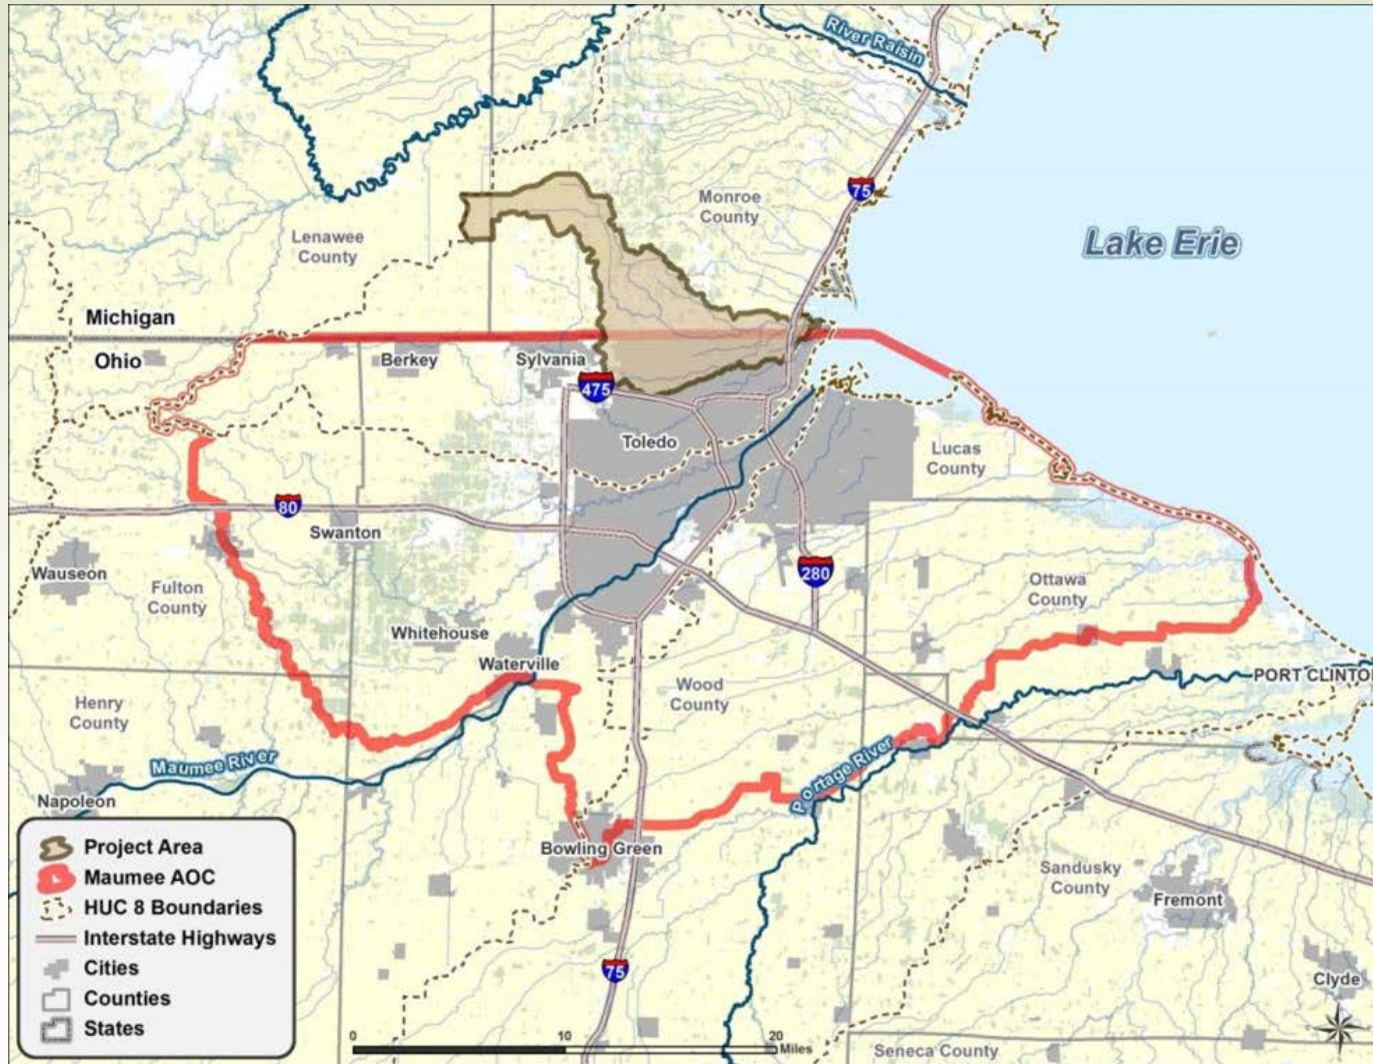 River Raisin
75
Monroe
County
Lake Erie
Lenawee
County
Michigan
Ohio
Berkey
Sylvania
475
Toledo
Lucas
County
80
Swanton
Wauseon
Fulton
County
280
Ottawa
County
Whitehouse
Waterville
PORT CLINTON
Wood
County
Henry
County
Maumee River
Portage River
Napoleon
Bowling Green
Sandusky
County
Fremont
75
Clyde
Seneca County
Project Area
Maumee AOC
HUC 8 Boundaries
Interstate Highways
Cities
Counties
States
0 10 20 Miles